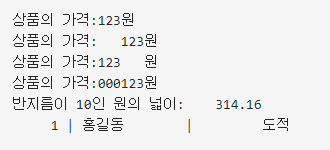 상품의 가격:123원
상품의 가격:   123원
상품의 가격:123   원
상품의 가격:000123원
반지름이 10인 원의 넓이:    314.16
     1 | 홍길동        |         도적